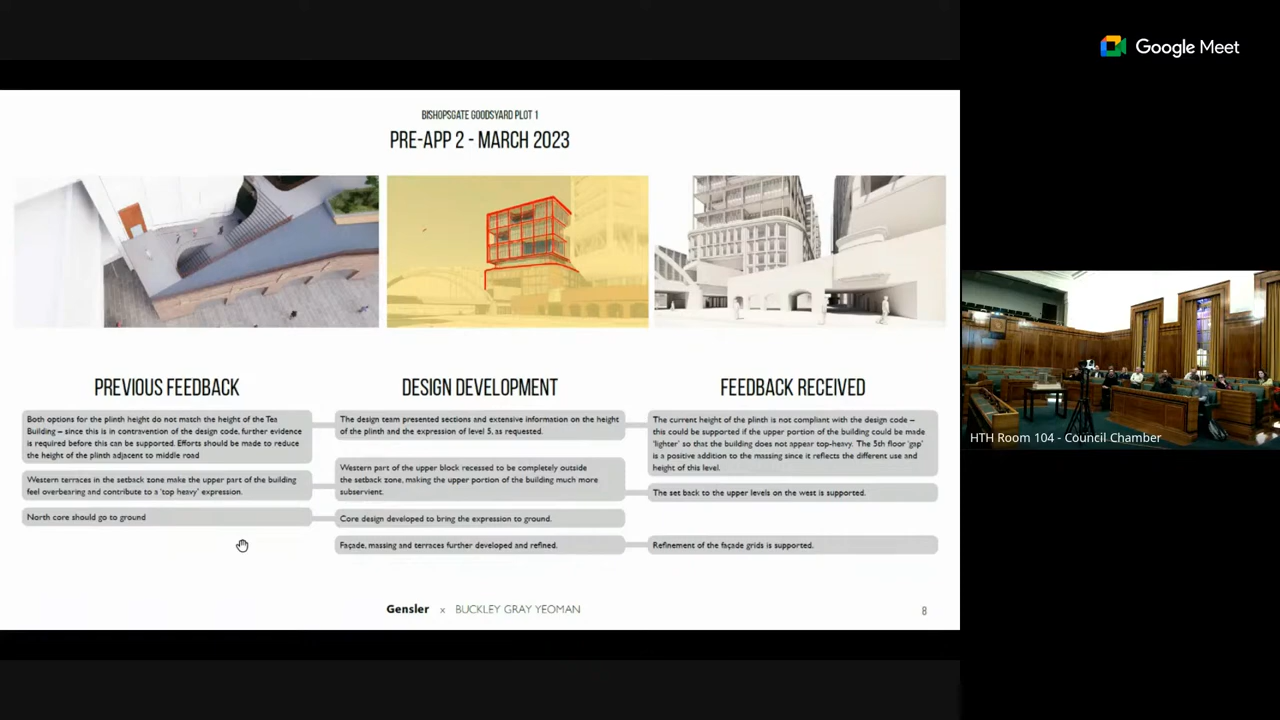 Google Meet
BISHOPSGATE GOODSYARD PLOT 1
PRE-APP 2 - MARCH 2023
PREVIOUS FEEDBACK
Both options for the plinth height do not match the height of the Tea
Building – since this is in contravention of the design code, further evidence
is required before this can be supported. Efforts should be made to reduce
the height of the plinth adjacent to middle road
Western terraces in the setback zone make the upper part of the building
feel overbearing and contribute to a 'top heavy' expression.
North core should go to ground
DESIGN DEVELOPMENT
The design team presented sections and extensive information on the height
of the plinth and the expression of level 5, as requested.
Western part of the upper block recessed to be completely outside
the setback zone, making the upper portion of the building much more
subservient.
Core design developed to bring the expression to ground.
Façade, massing and terraces further developed and refined.
FEEDBACK RECEIVED
The current height of the plinth is not compliant with the design code –
this could be supported if the upper portion of the building could be made
'lighter' so that the building does not appear top-heavy. The 5th floor 'gap'
is a positive addition to the massing since it reflects the different use and
height of this level.
The set back to the upper levels on the west is supported.
Refinement of the façade grids is supported.
Gensler x BUCKLEY GRAY YEOMAN
8
HTH Room 104 - Council Chamber